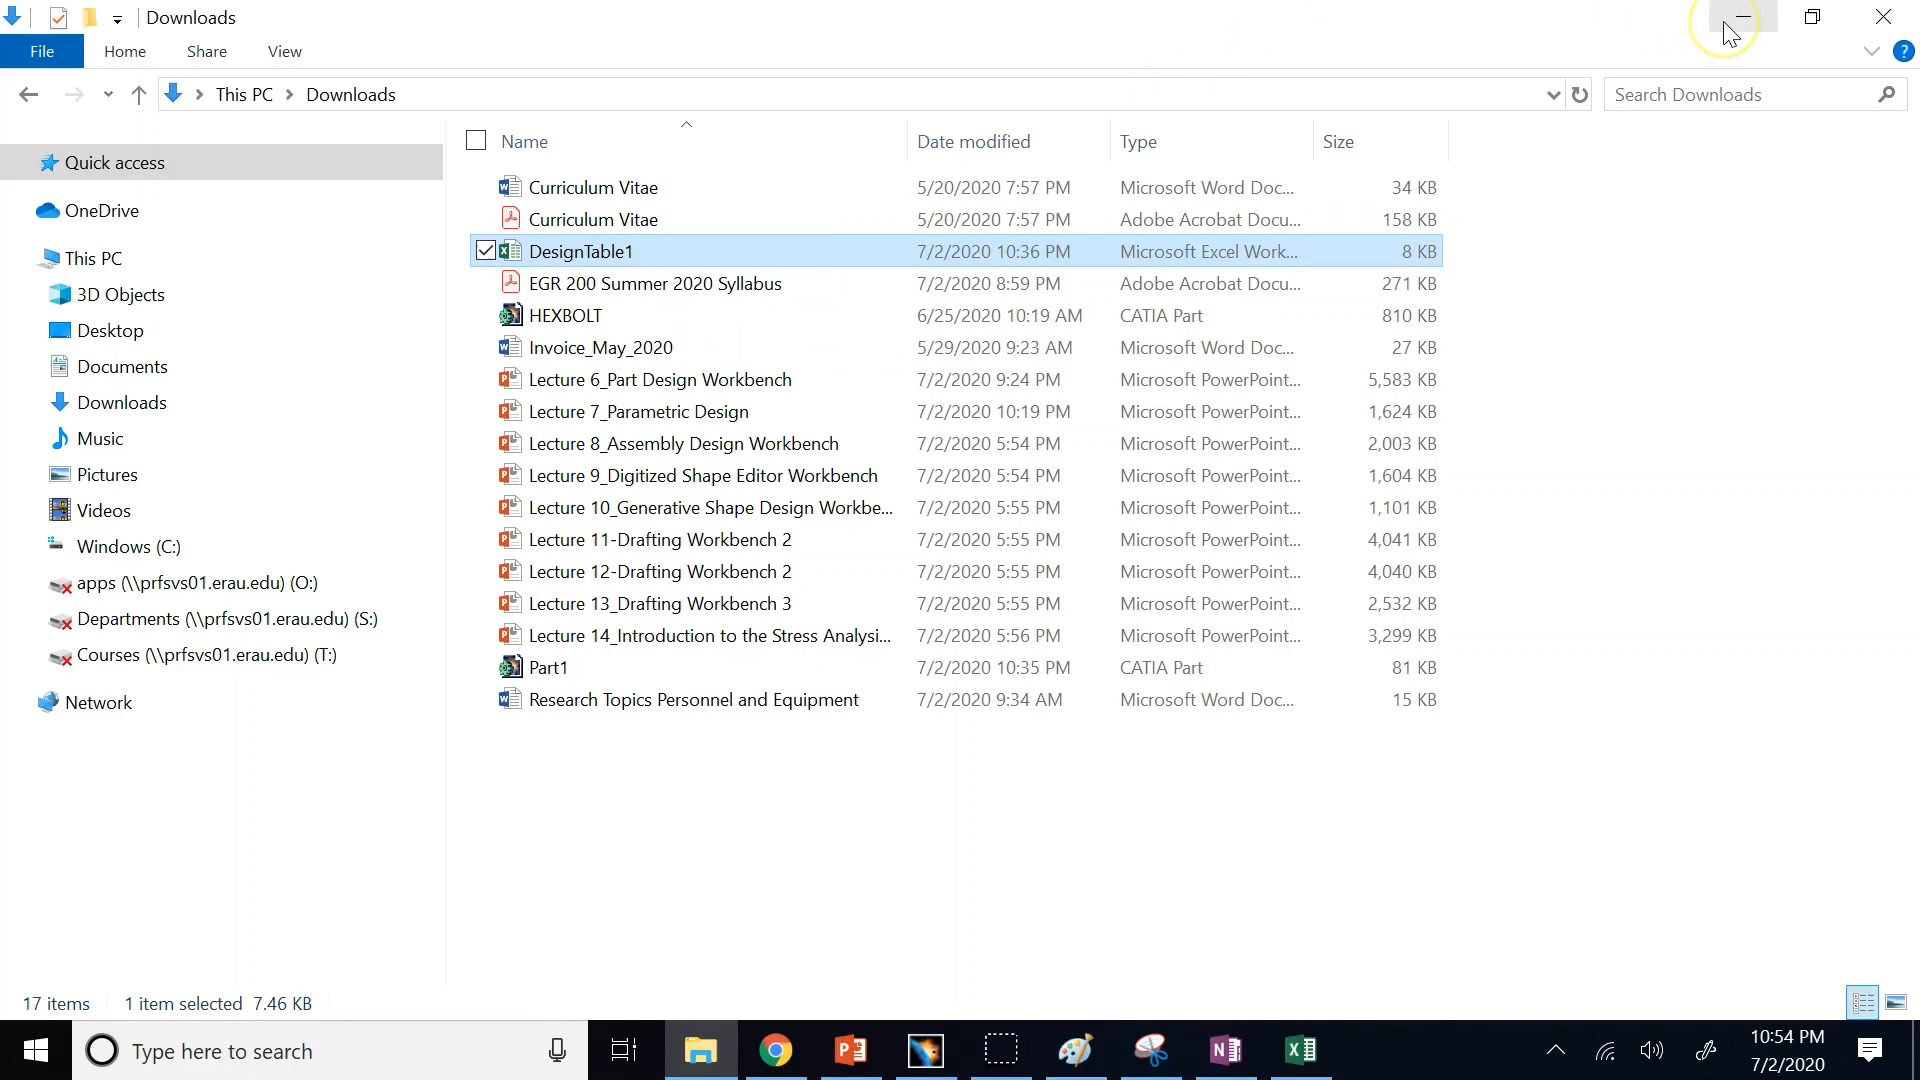 Downloads
File Home Share View
This PC Downloads
Search Downloads
Name Date modified Type Size
Quick access
OneDrive
This PC
3D Objects
Desktop
Documents
Downloads
Music
Pictures
Videos
Windows (C:)
apps (\\prfsvs01.erau.edu) (O:)
Departments (\\prfsvs01.erau.edu) (S:)
Courses (\\prfsvs01.erau.edu) (T:)
Network
Curriculum Vitae 5/20/2020 7:57 PM Microsoft Word Doc... 34 KB
Curriculum Vitae 5/20/2020 7:57 PM Adobe Acrobat Docu... 158 KB
DesignTable1 7/2/2020 10:36 PM Microsoft Excel Work... 8 KB
EGR 200 Summer 2020 Syllabus 7/2/2020 8:59 PM Adobe Acrobat Docu... 271 KB
HEXBOLT 6/25/2020 10:19 AM CATIA Part 810 KB
Invoice_May_2020 5/29/2020 9:23 AM Microsoft Word Doc... 27 KB
Lecture 6_Part Design Workbench 7/2/2020 9:24 PM Microsoft PowerPoint... 5,583 KB
Lecture 7_Parametric Design 7/2/2020 10:19 PM Microsoft PowerPoint... 1,624 KB
Lecture 8_Assembly Design Workbench 7/2/2020 5:54 PM Microsoft PowerPoint... 2,003 KB
Lecture 9_Digitized Shape Editor Workbench 7/2/2020 5:54 PM Microsoft PowerPoint... 1,604 KB
Lecture 10_Generative Shape Design Workbe... 7/2/2020 5:55 PM Microsoft PowerPoint... 1,101 KB
Lecture 11-Drafting Workbench 2 7/2/2020 5:55 PM Microsoft PowerPoint... 4,041 KB
Lecture 12-Drafting Workbench 2 7/2/2020 5:55 PM Microsoft PowerPoint... 4,040 KB
Lecture 13_Drafting Workbench 3 7/2/2020 5:55 PM Microsoft PowerPoint... 2,532 KB
Lecture 14_Introduction to the Stress Analysi... 7/2/2020 5:56 PM Microsoft PowerPoint... 3,299 KB
Part1 7/2/2020 10:35 PM CATIA Part 81 KB
Research Topics Personnel and Equipment 7/2/2020 9:34 AM Microsoft Word Doc... 15 KB
17 items 1 item selected 7.46 KB
Type here to search
10:54 PM
7/2/2020